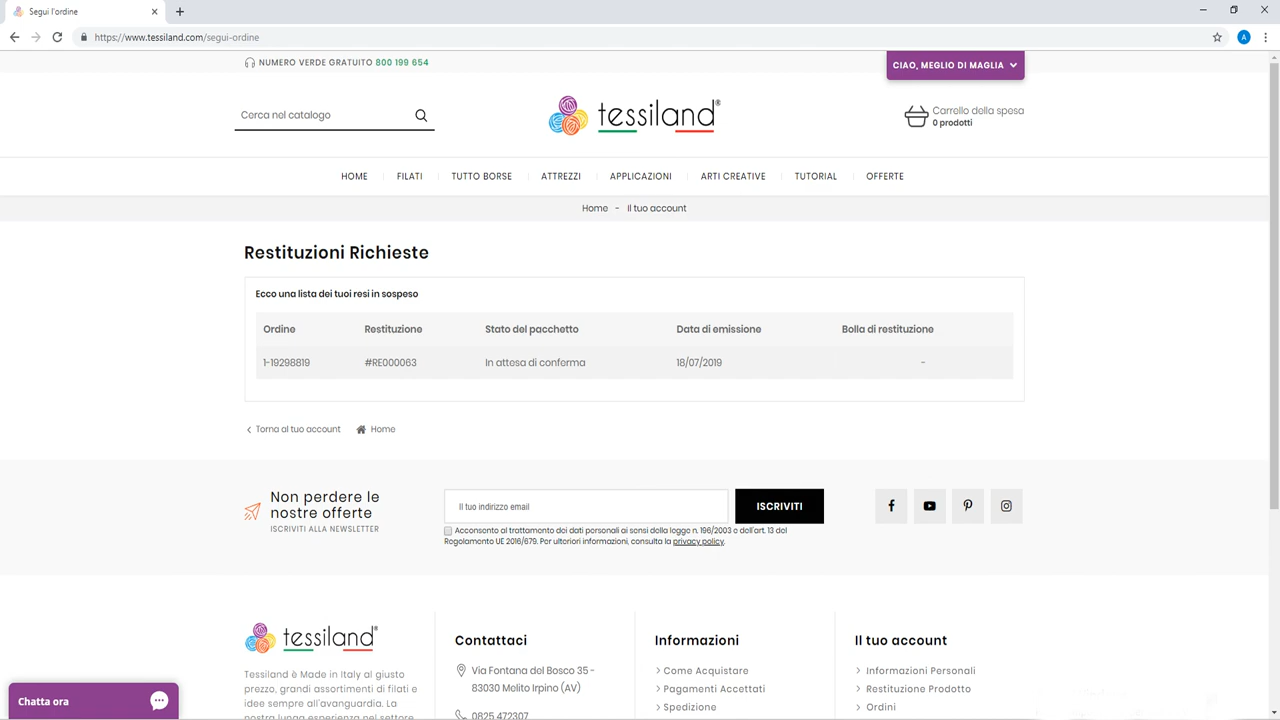 Segui l'ordine
https://www.tessiland.com/segui-ordine
A
NUMERO VERDE GRATUITO 800 199 654
CIAO, MEGLIO DI MAGLIA
Cerca nel catalogo
tessiland®
Carrello della spesa
0 prodotti
HOME FILATI TUTTO BORSE ATTREZZI APPLICAZIONI ARTI CREATIVE TUTORIAL OFFERTE
Home - Il tuo account
Restituzioni Richieste
Ecco una lista dei tuoi resi in sospeso
Ordine Restituzione Stato del pacchetto Data di emissione Bolla di restituzione
1-19298819 #RE000063 In attesa di conferma 18/07/2019 -
Torna al tuo account Home
Non perdere le
nostre offerte
ISCRIVITI ALLA NEWSLETTER
Il tuo indirizzo email
ISCRIVITI
Acconsento al trattamento dei dati personali ai sensi della legge n. 196/2003 e dell'art. 13 del
Regolamento UE 2016/679. Per ulteriori informazioni, consulta la privacy policy.
tessiland®
Tessiland è Made in Italy al giusto
prezzo, grandi assortimenti di filati e
idee sempre all'avanguardia. La
nostra lunga esperienza nel settore
Contattaci
Via Fontana del Bosco 35 -
83030 Melito Irpino (AV)
0825 472307
Informazioni
Come Acquistare
Pagamenti Accettati
Spedizione
Il tuo account
Informazioni Personali
Restituzione Prodotto
Ordini
Chatta ora